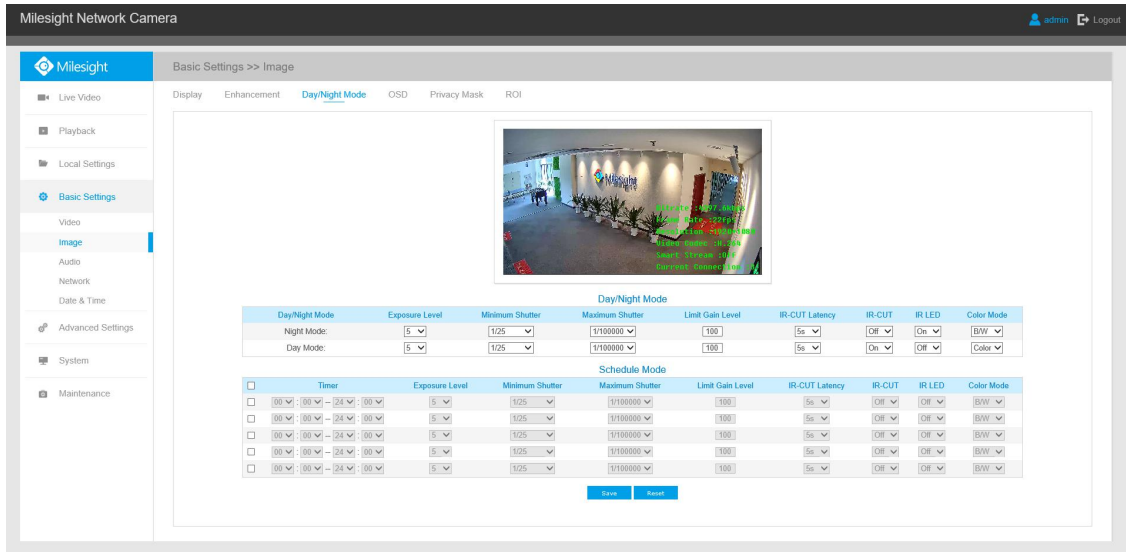 Milesight Network Camera
admin Logout
Milesight
Basic Settings >> Image
Live Video
Playback
Local Settings
Basic Settings
Video
Image
Audio
Network
Date & Time
Advanced Settings
System
Maintenance
Display Enhancement Day/Night Mode OSD Privacy Mask ROI
Milesight
Day/Night Mode
Day/Night Mode Exposure Level Minimum Shutter Maximum Shutter Limit Gain Level IR-CUT Latency IR-CUT IR LED Color Mode
Night Mode: 5 1/25 1/100000 100 5s Off On B/W
Day Mode: 5 1/25 1/100000 100 5s On Off Color
Schedule Mode
Timer Exposure Level Minimum Shutter Maximum Shutter Limit Gain Level IR-CUT Latency IR-CUT IR LED Color Mode
00 : 00 – 24 : 00 5 1/25 1/100000 100 5s Off Off B/W
00 : 00 – 24 : 00 5 1/25 1/100000 100 5s Off Off B/W
00 : 00 – 24 : 00 5 1/25 1/100000 100 5s Off Off B/W
00 : 00 – 24 : 00 5 1/25 1/100000 100 5s Off Off B/W
00 : 00 – 24 : 00 5 1/25 1/100000 100 5s Off Off B/W
Save Reset